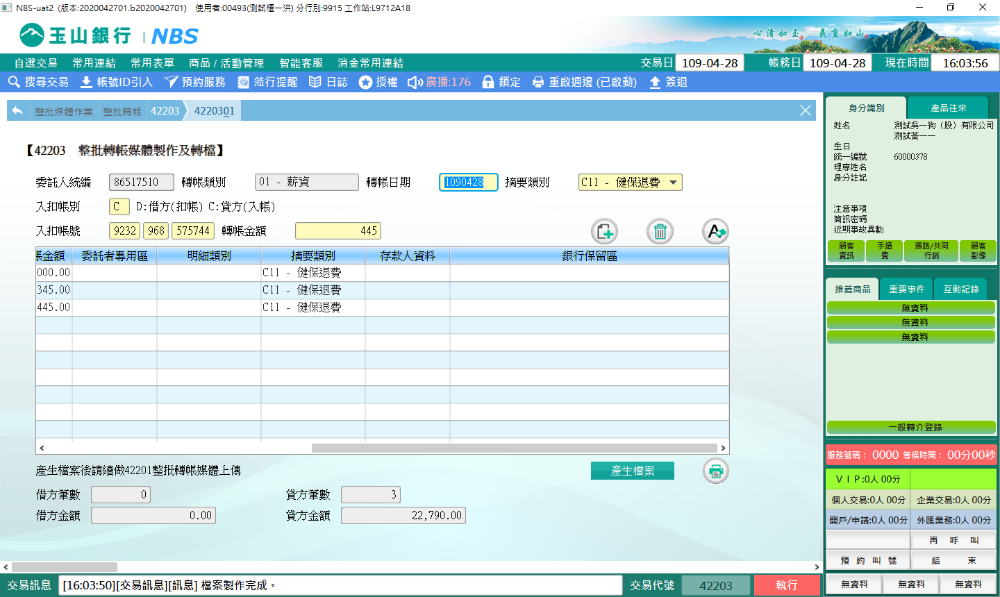 NBS-uat2 (版本:2020042701.b2020042701) 使用者:00493(測試櫃一洪) 分行別:9915 工作站:L9712A18
玉山銀行 | NBS
心清如玉。義重如山。
自選交易 常用連結 常用表單 商品 / 活動管理 智能客服 消金常用連結 交易日 109-04-28 帳務日 109-04-28 現在時間 16:03:56
搜尋交易 帳號ID引入 預約服務 蒞行提醒 日誌 授權 廣播:176 鎖定 重啟週邊 (已啟動) 簽退
整批媒體作業 整批轉帳 42203 4220301
【42203 整批轉帳媒體製作及轉檔】
委託人統編 86517510 轉帳類別 01 - 薪資 轉帳日期 1090428 摘要類別 C11 - 健保退費
入扣帳別 C D:借方(扣帳) C:貸方(入帳)
入扣帳號 9232 968 575744 轉帳金額 445
帳金額 委託者專用區 明細類別 摘要類別 存款人資料 銀行保留區
000.00 C11 - 健保退費
345.00 C11 - 健保退費
445.00 C11 - 健保退費
產生檔案後請續做42201整批轉帳媒體上傳 產生檔案
借方筆數 0 貸方筆數 3
借方金額 0.00 貸方金額 22,790.00
交易訊息 [16:03:50][交易訊息][訊息] 檔案製作完成。 交易代號 42203 執行
身分識別 產品往來
姓名 測試吳一狗（股）有限公司
測試黃一一
生日
統一編號 60000378
理專姓名
身分註記
注意事項
簡訊密碼
近期事故異動
顧客資訊 手續費 通路/共同行銷 顧客影像
推薦商品 重要事件 互動記錄
無資料
無資料
無資料
一般轉介登錄
服務號碼： 0000 等候時間： 00分00秒
ＶＩＰ:0人 00分
個人交易:0人 00分 企業交易:0人 00分
開戶/申請:0人 00分 外匯業務:0人 00分
再 呼 叫
預 約 叫 號 結 束
無資料 無資料 無資料